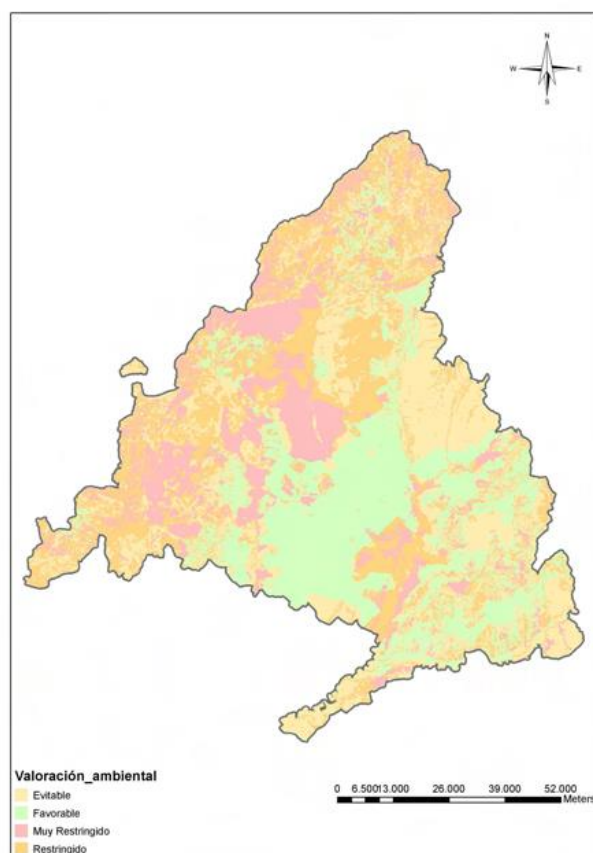 N
W E
S
Valoración_ambiental
Evitable
Favorable
Muy Restringido
Restringido
0 6.500 13.000 26.000 39.000 52.000
Meters